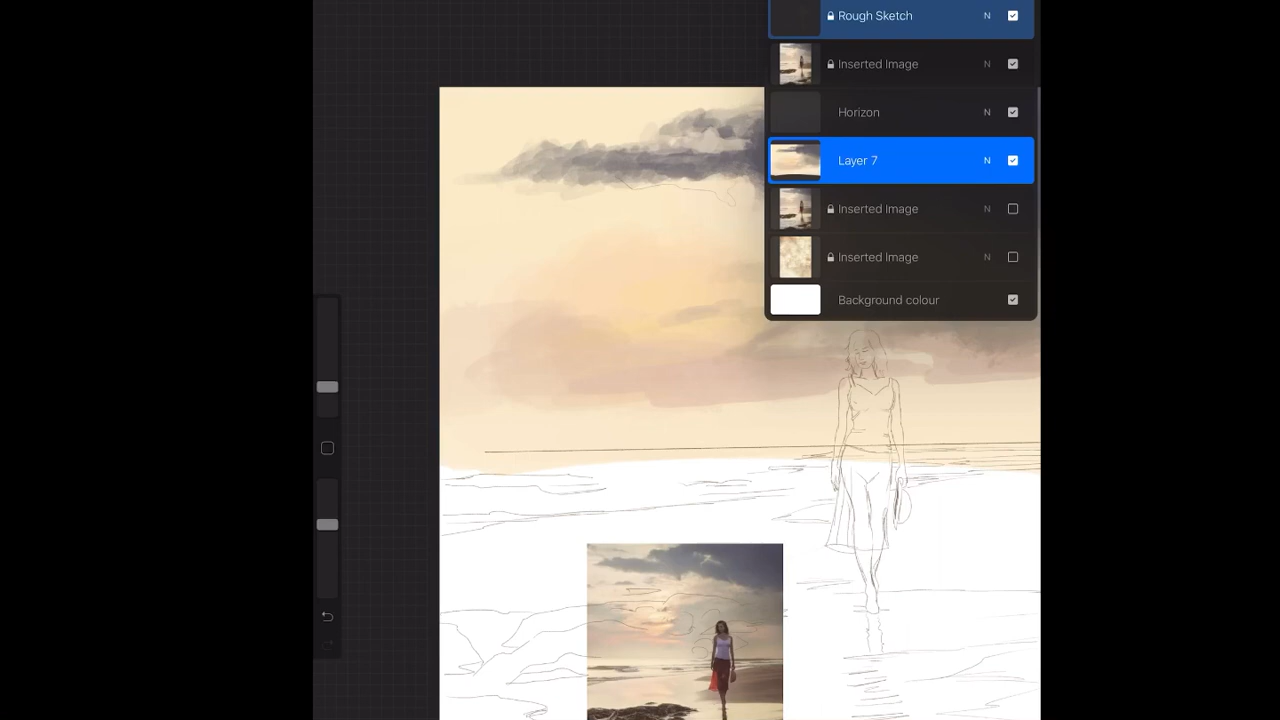 Rough Sketch N
Inserted Image N
Horizon N
Layer 7 N
Inserted Image N
Inserted Image N
Background colour